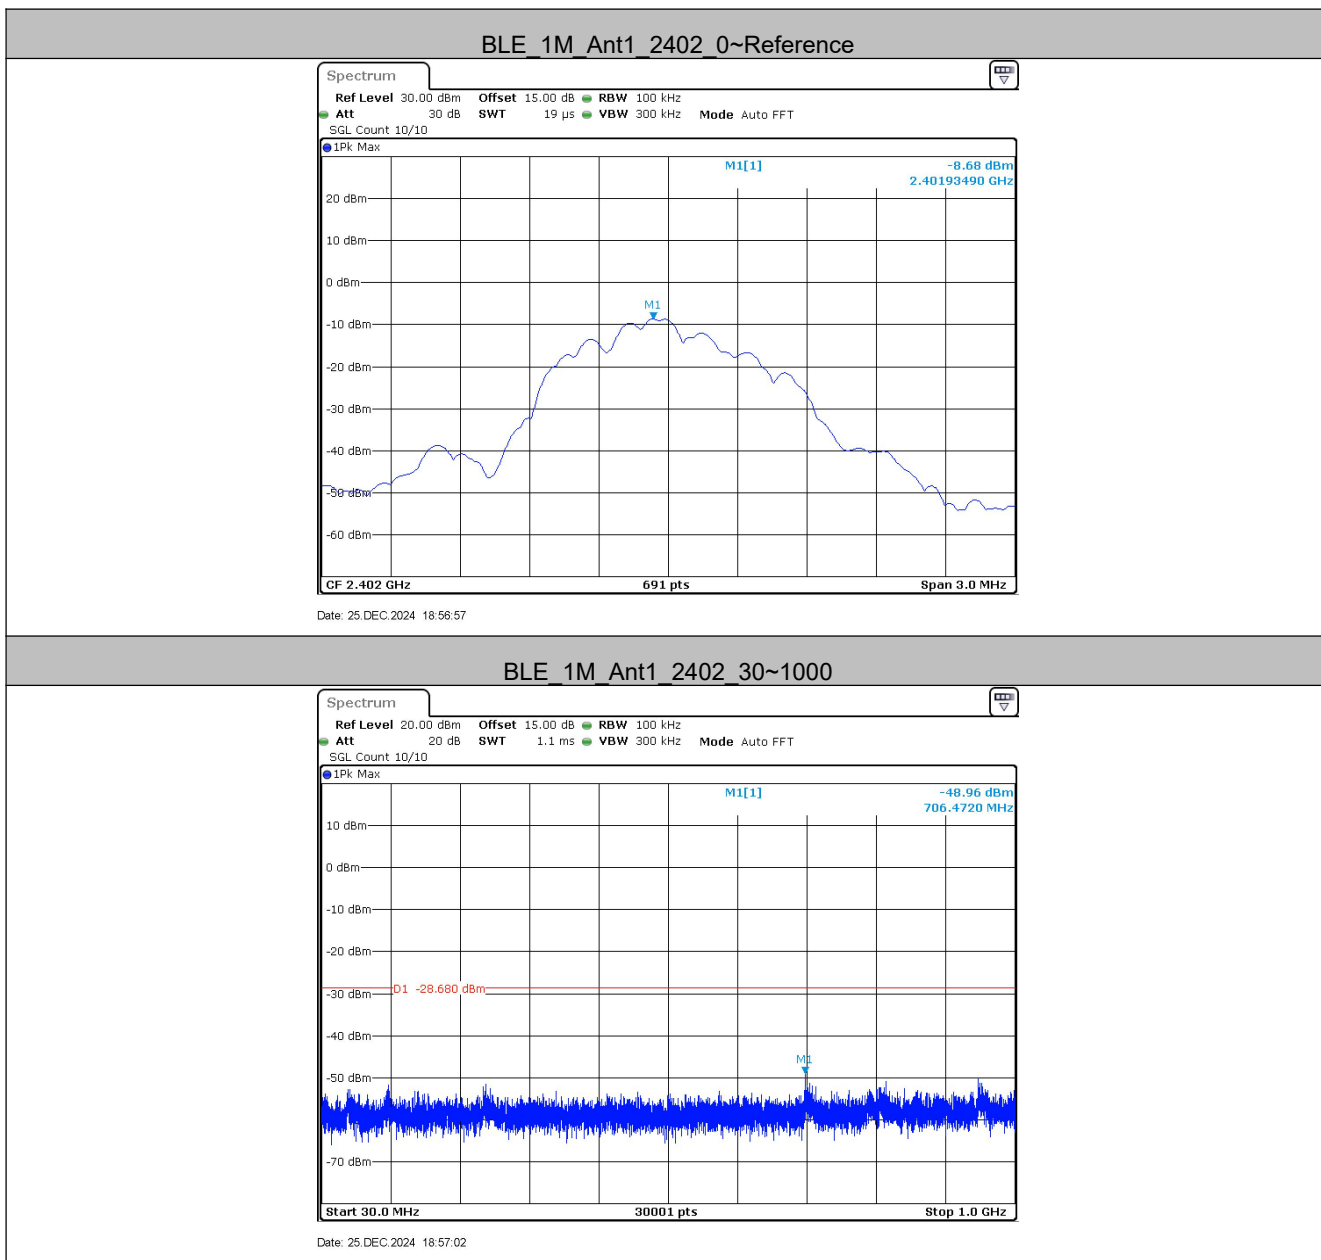 BLE_1M_Ant1_2402_0~Reference
Spectrum
Ref Level 30.00 dBm Offset 15.00 dB RBW 100 kHz
Att 30 dB SWT 19 µs VBW 300 kHz Mode Auto FFT
SGL Count 10/10
1Pk Max
M1[1] -8.68 dBm
2.40193490 GHz
20 dBm
10 dBm
0 dBm
M1
-10 dBm
-20 dBm
-30 dBm
-40 dBm
-50 dBm
-60 dBm
CF 2.402 GHz 691 pts Span 3.0 MHz
Date: 25.DEC.2024 18:56:57
BLE_1M_Ant1_2402_30~1000
Spectrum
Ref Level 20.00 dBm Offset 15.00 dB RBW 100 kHz
Att 20 dB SWT 1.1 ms VBW 300 kHz Mode Auto FFT
SGL Count 10/10
1Pk Max
M1[1] -48.96 dBm
706.4720 MHz
10 dBm
0 dBm
-10 dBm
-20 dBm
D1 -28.680 dBm
-30 dBm
-40 dBm
M1
-50 dBm
-70 dBm
Start 30.0 MHz 30001 pts Stop 1.0 GHz
Date: 25.DEC.2024 18:57:02